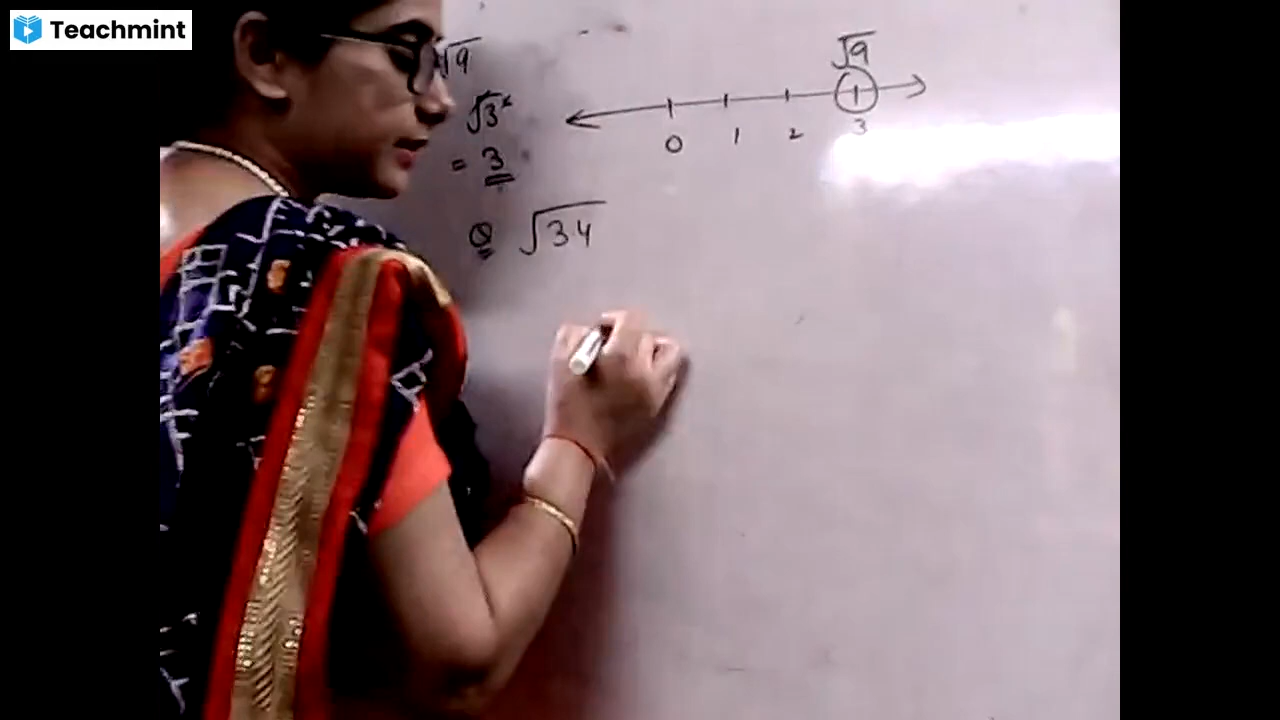 Teachmint
√9
√3²
= 3
Q √34
√9
0 1 2 3